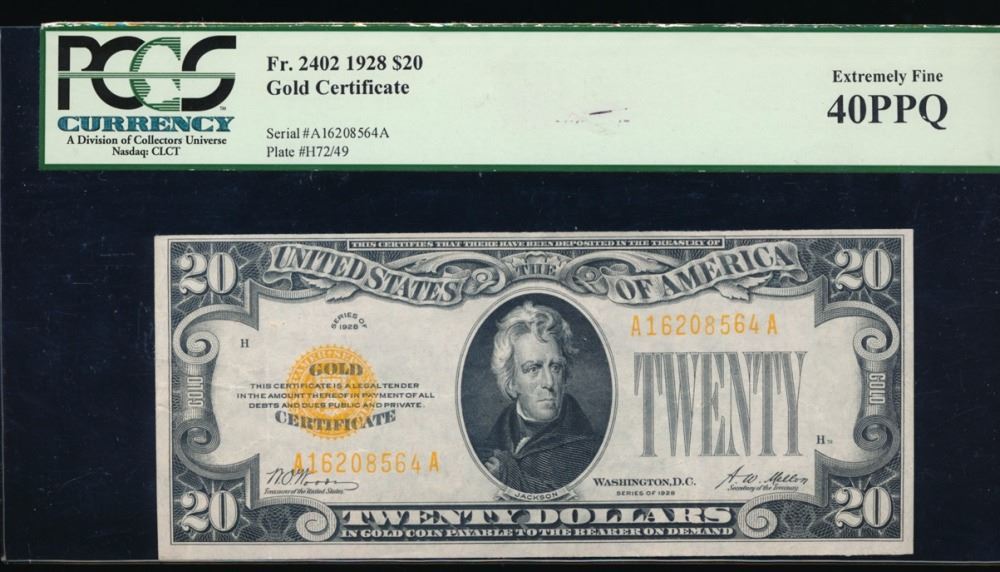 PCGS
CURRENCY
A Division of Collectors Universe
Nasdaq: CLCT
Fr. 2402 1928 $20
Gold Certificate
Serial #A16208564A
Plate #H72/49
Extremely Fine
40PPQ
THIS CERTIFIES THAT THERE HAVE BEEN DEPOSITED IN THE TREASURY OF
20 UNITED STATES THE OF AMERICA 20
SERIES OF
1928
A16208564A
H
TWENTY
GOLD
THIS CERTIFICATE IS A LEGAL TENDER
IN THE AMOUNT THEREOF IN PAYMENT OF ALL
DEBTS AND DUES PUBLIC AND PRIVATE
CERTIFICATE
GOLD
GOLD
H
A16208564A
W.O. Woods
Treasurer of the United States.
JACKSON
WASHINGTON, D.C.
SERIES OF 1928
A. W. Mellon
Secretary of the Treasury.
20 TWENTY DOLLARS 20
IN GOLD COIN PAYABLE TO THE BEARER ON DEMAND